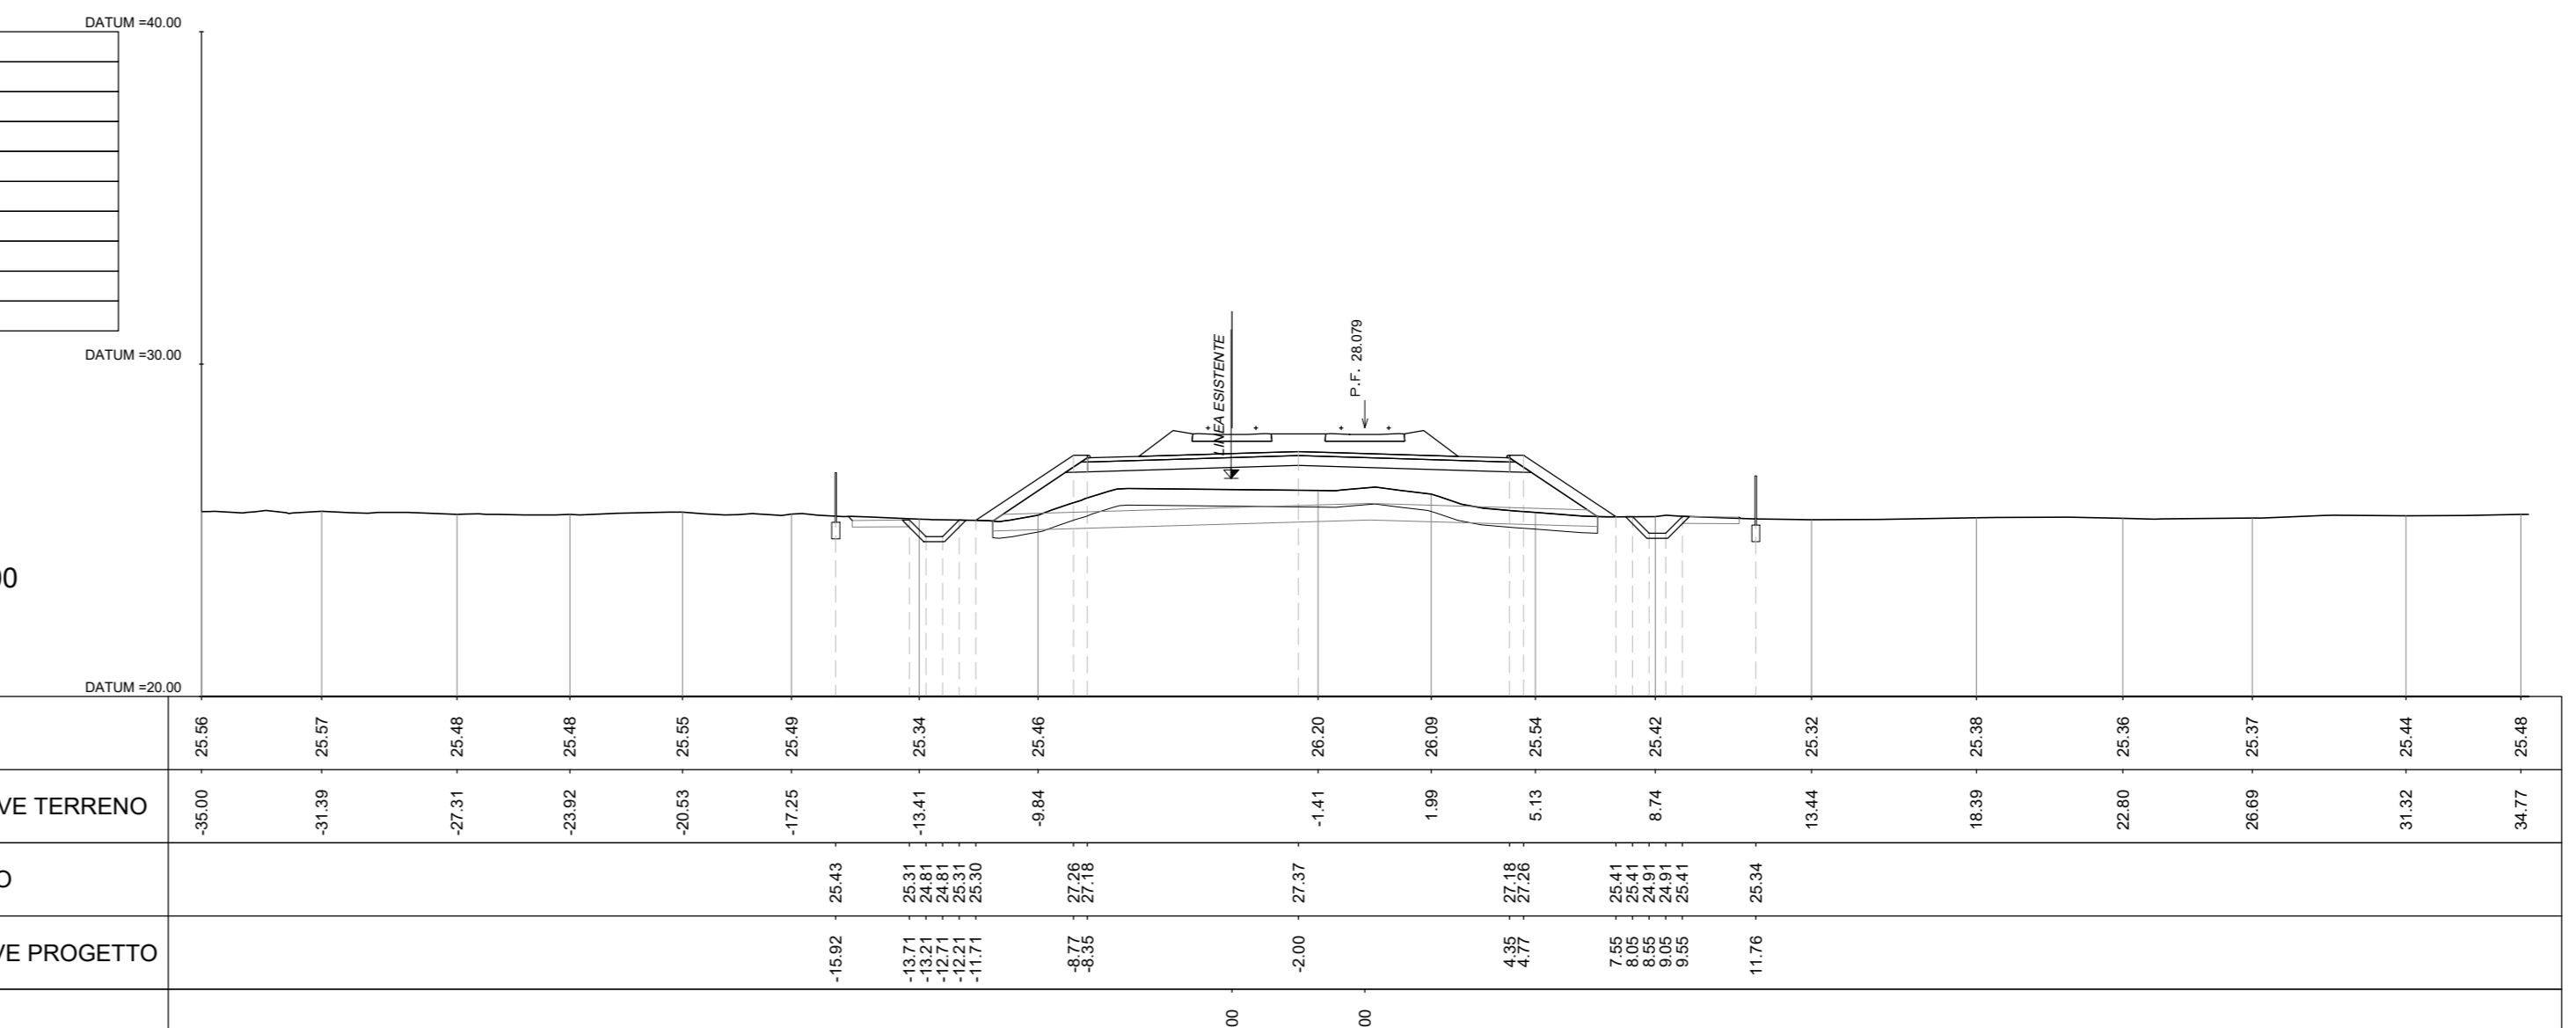 DATUM =40.00
DATUM =30.00
LINEA ESISTENTE
P.F. 28.079
00
DATUM =20.00
25.56 25.57 25.48 25.48 25.55 25.49 25.34 25.46 26.20 26.09 25.54 25.42 25.32 25.38 25.36 25.37 25.44 25.48
VE TERRENO -35.00 -31.39 -27.31 -23.92 -20.53 -17.25 -13.41 -9.84 -1.41 1.99 5.13 8.74 13.44 18.39 22.80 26.69 31.32 34.77
O 25.43 25.31 24.81 24.81 25.31 25.30 27.26 27.18 27.37 27.18 27.26 25.41 25.41 24.91 24.91 25.41 25.34
VE PROGETTO -15.92 -13.71 -13.21 -12.71 -12.21 -11.71 -8.77 -8.35 -2.00 4.35 4.77 7.55 8.05 8.55 9.05 9.55 11.76
00 00